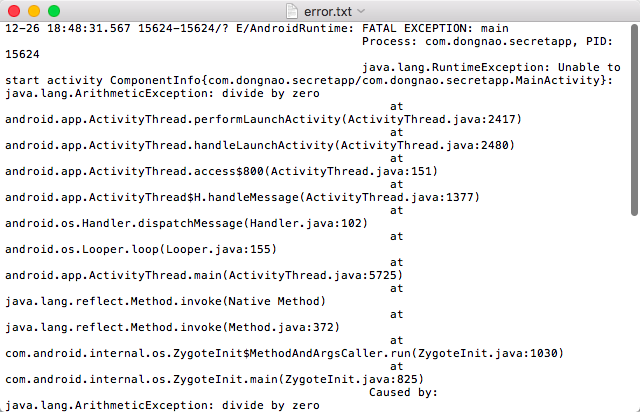 error.txt
12-26 18:48:31.567 15624-15624/? E/AndroidRuntime: FATAL EXCEPTION: main
Process: com.dongnao.secretapp, PID:
15624
java.lang.RuntimeException: Unable to
start activity ComponentInfo{com.dongnao.secretapp/com.dongnao.secretapp.MainActivity}:
java.lang.ArithmeticException: divide by zero
at
android.app.ActivityThread.performLaunchActivity(ActivityThread.java:2417)
at
android.app.ActivityThread.handleLaunchActivity(ActivityThread.java:2480)
at
android.app.ActivityThread.access$800(ActivityThread.java:151)
at
android.app.ActivityThread$H.handleMessage(ActivityThread.java:1377)
at
android.os.Handler.dispatchMessage(Handler.java:102)
at
android.os.Looper.loop(Looper.java:155)
at
android.app.ActivityThread.main(ActivityThread.java:5725)
at
java.lang.reflect.Method.invoke(Native Method)
at
java.lang.reflect.Method.invoke(Method.java:372)
at
com.android.internal.os.ZygoteInit$MethodAndArgsCaller.run(ZygoteInit.java:1030)
at
com.android.internal.os.ZygoteInit.main(ZygoteInit.java:825)
Caused by:
java.lang.ArithmeticException: divide by zero